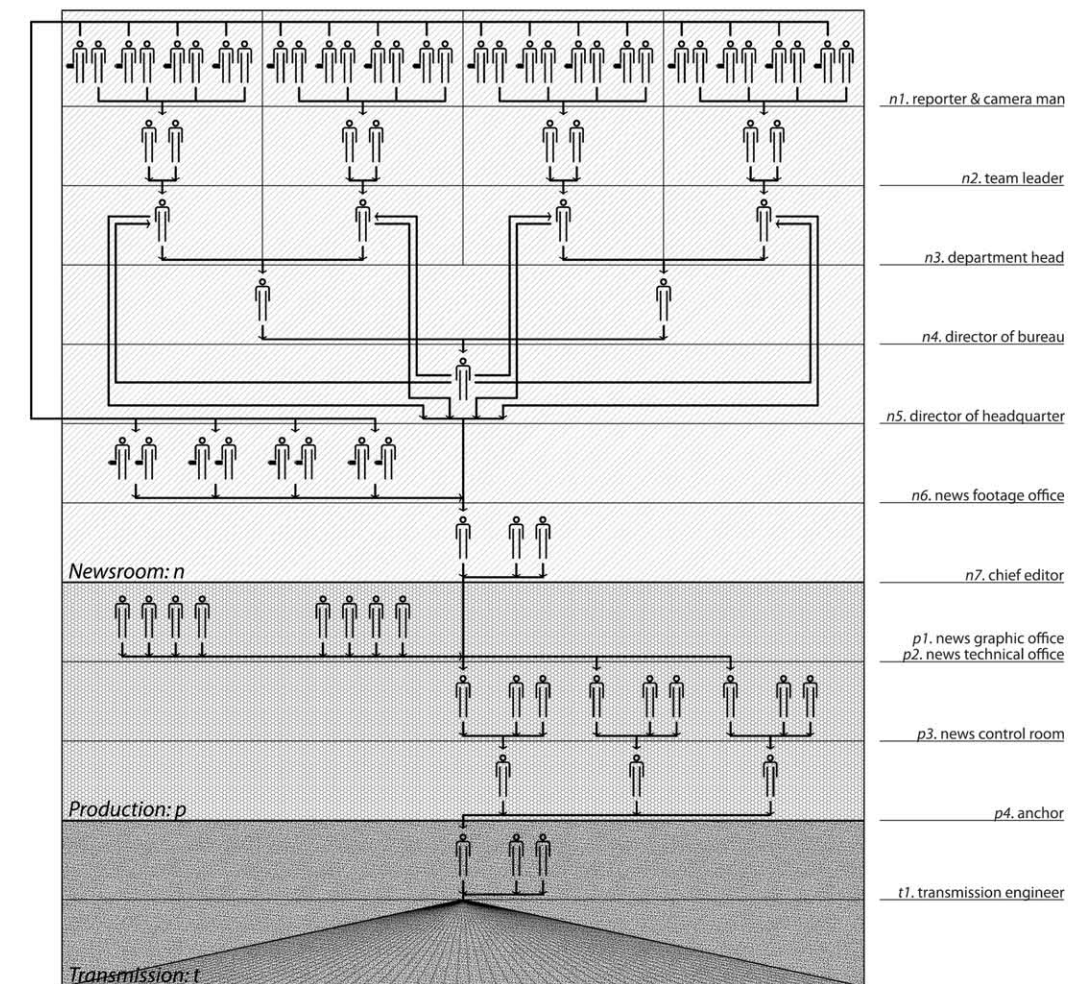 n1. reporter & camera man
n2. team leader
n3. department head
n4. director of bureau
n5. director of headquarter
n6. news footage office
Newsroom: n
n7. chief editor
p1. news graphic office
p2. news technical office
p3. news control room
Production: p
p4. anchor
t1. transmission engineer
Transmission: t